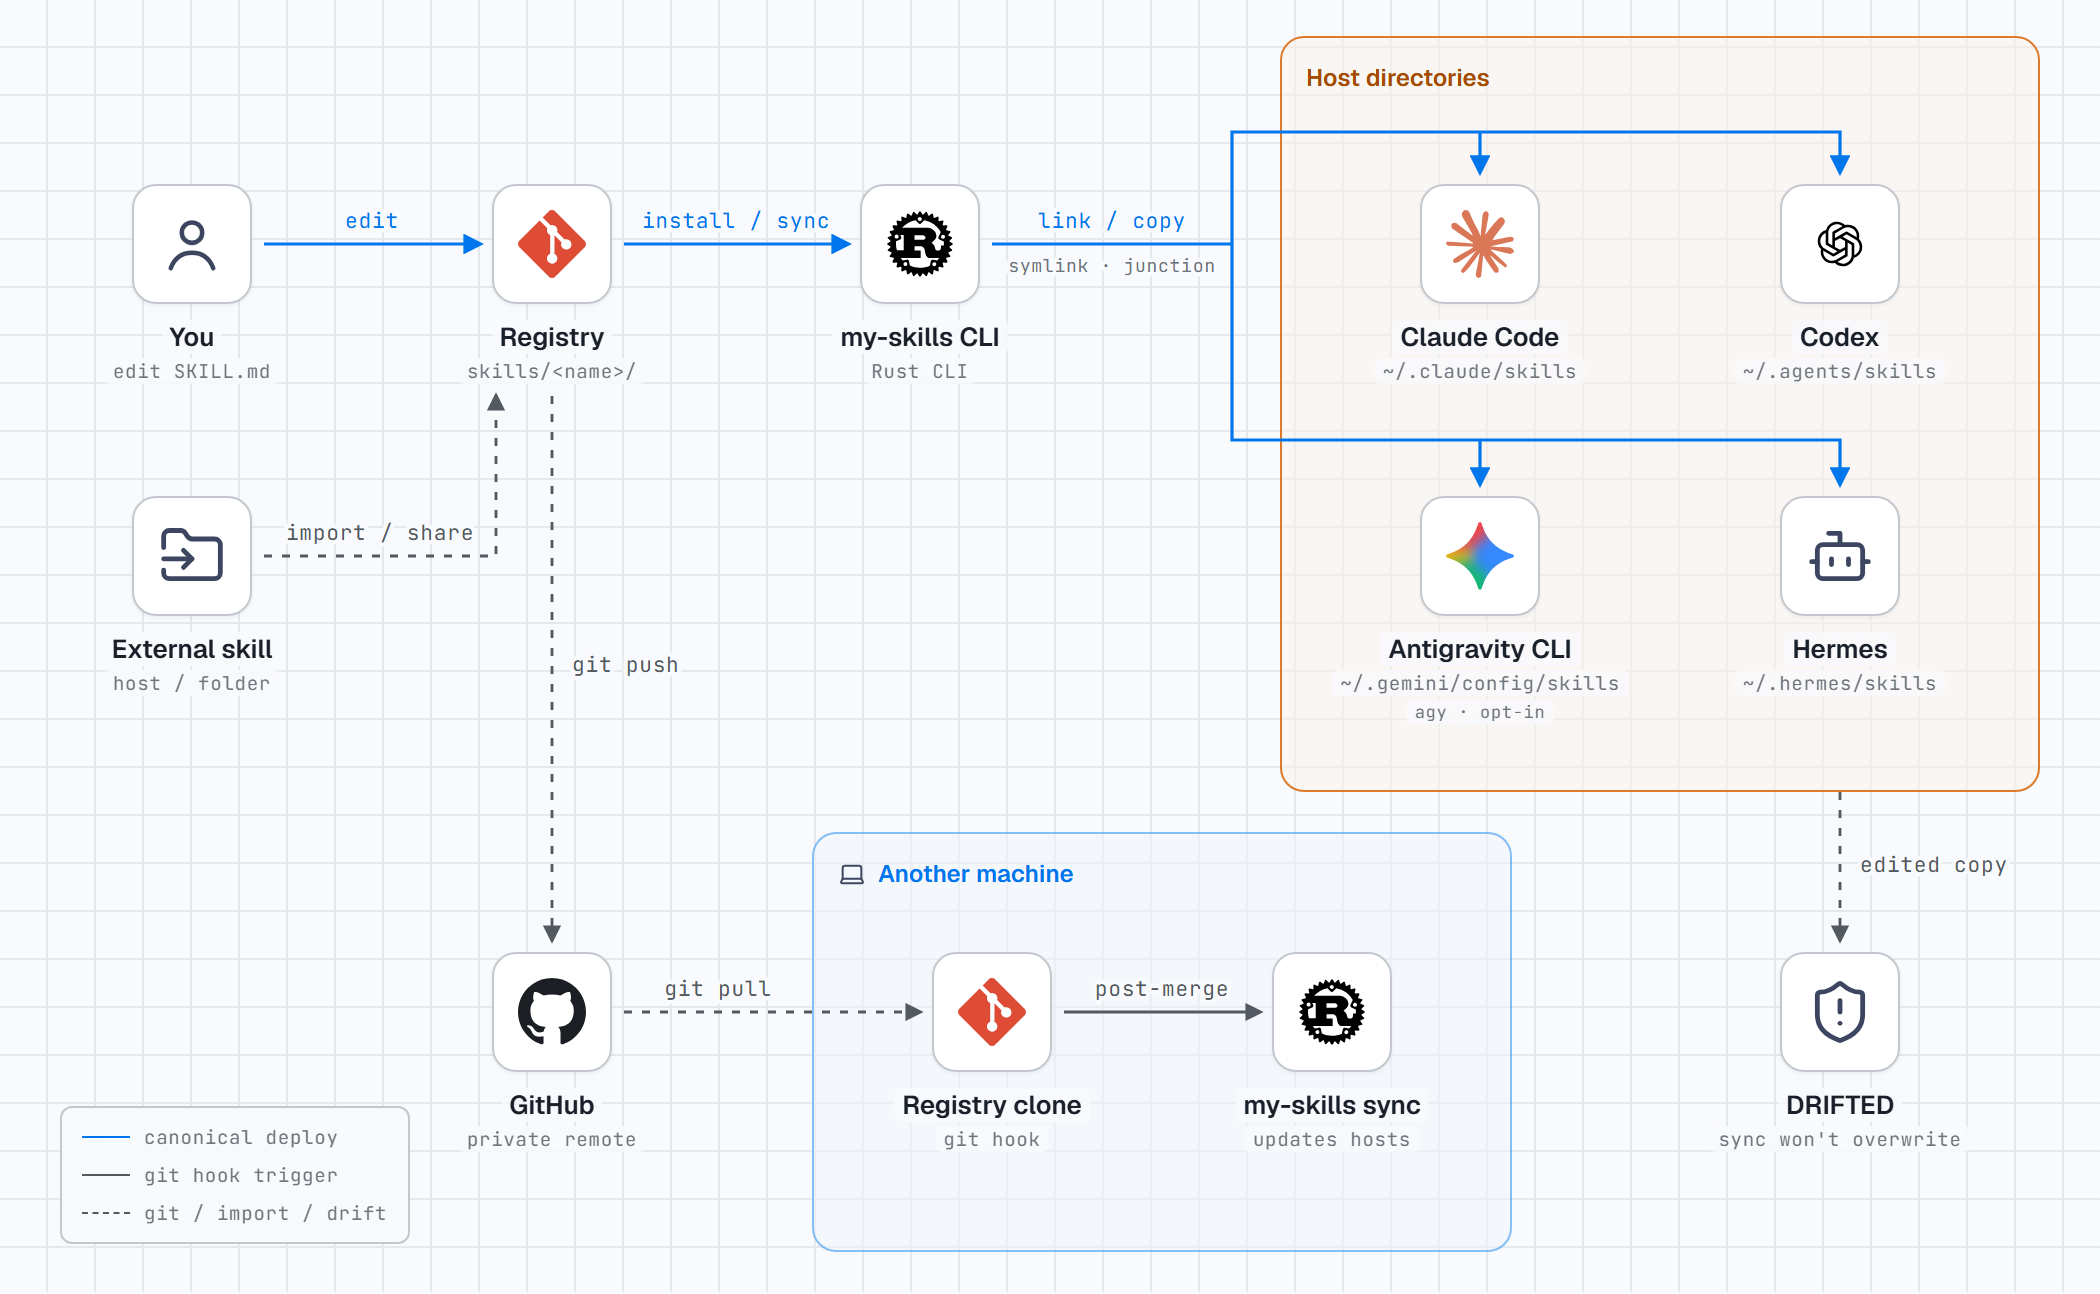 Host directories
edit
install / sync
link / copy
symlink · junction
You
edit SKILL.md
Registry
skills/<name>/
my-skills CLI
Rust CLI
Claude Code
~/.claude/skills
Codex
~/.agents/skills
import / share
External skill
host / folder
git push
Antigravity CLI
~/.gemini/config/skills
agy · opt-in
Hermes
~/.hermes/skills
edited copy
Another machine
git pull
post-merge
GitHub
private remote
Registry clone
git hook
my-skills sync
updates hosts
DRIFTED
sync won't overwrite
canonical deploy
git hook trigger
git / import / drift